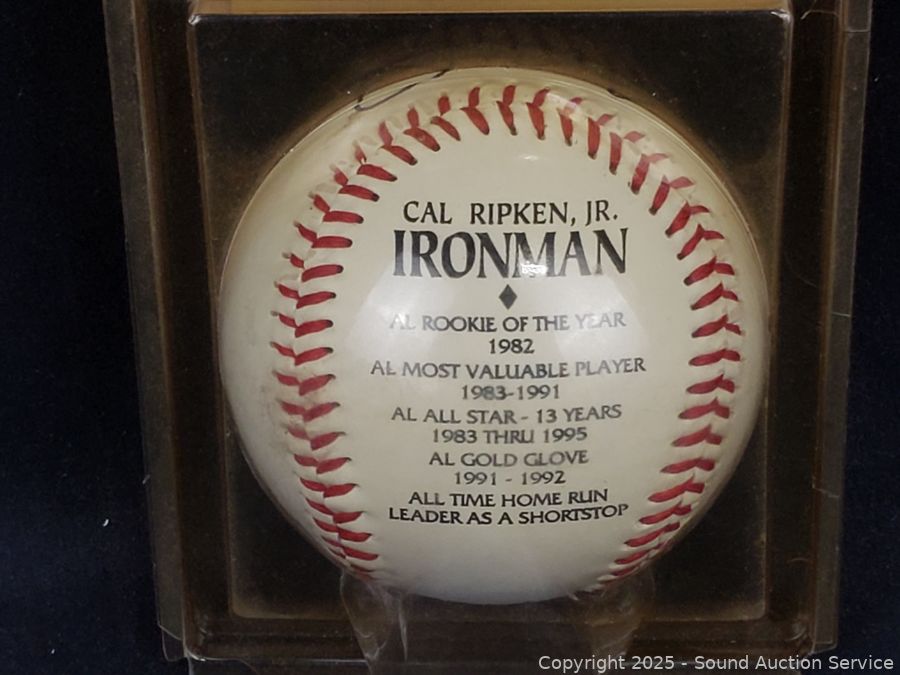 CAL RIPKEN, JR.
IRONMAN
AL ROOKIE OF THE YEAR
1982
AL MOST VALUABLE PLAYER
1983-1991
AL ALL STAR - 13 YEARS
1983 THRU 1995
AL GOLD GLOVE
1991 - 1992
ALL TIME HOME RUN
LEADER AS A SHORTSTOP
Copyright 2025 - Sound Auction Service